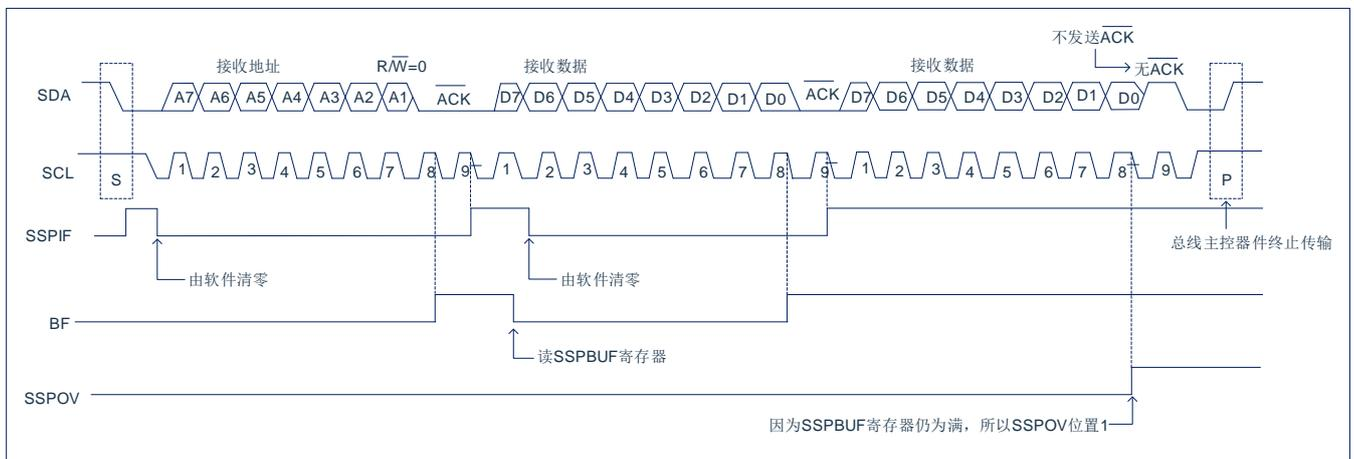 不发送ACK
接收地址 R/W=0 接收数据 接收数据 无ACK
SDA A7 A6 A5 A4 A3 A2 A1 ACK D7 D6 D5 D4 D3 D2 D1 D0 ACK D7 D6 D5 D4 D3 D2 D1 D0
SCL S 1 2 3 4 5 6 7 8 9 1 2 3 4 5 6 7 8 9 1 2 3 4 5 6 7 8 9 P
SSPIF
总线主控器件终止传输
由软件清零 由软件清零
BF
读SSPBUF寄存器
SSPOV
因为SSPBUF寄存器仍为满，所以SSPOV位置1